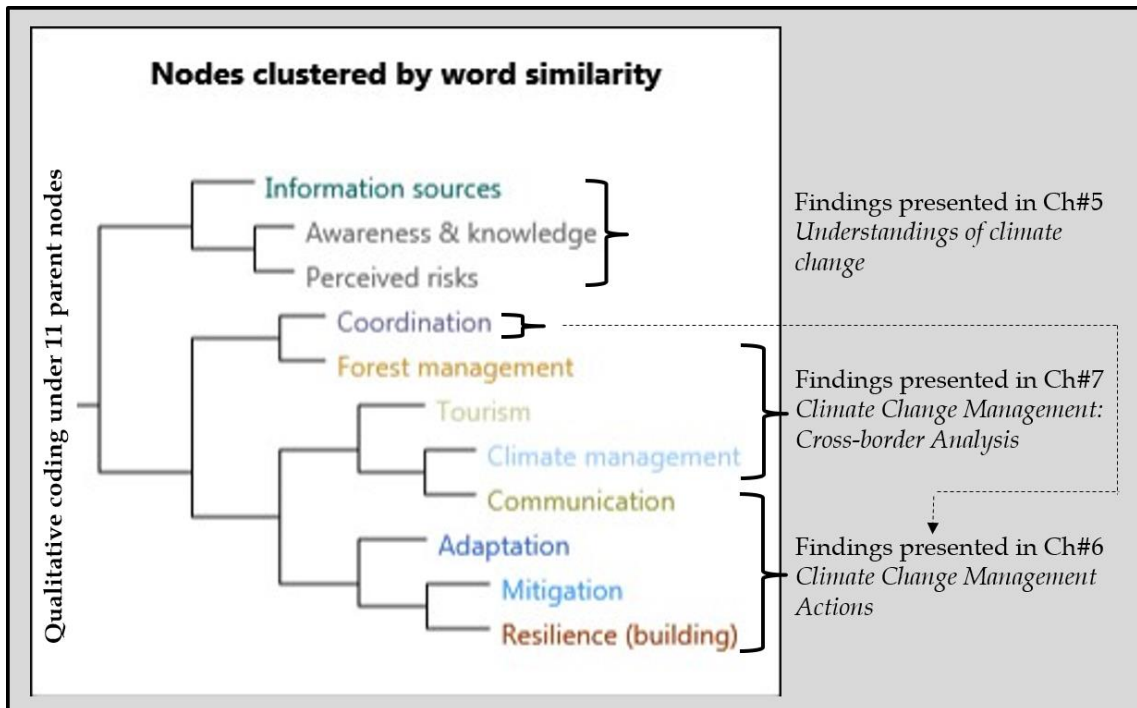 Nodes clustered by word similarity
Qualitative coding under 11 parent nodes
Information sources
Awareness & knowledge
Perceived risks
Coordination
Forest management
Tourism
Climate management
Communication
Adaptation
Mitigation
Resilience (building)
Findings presented in Ch#5
Understandings of climate
change
Findings presented in Ch#7
Climate Change Management:
Cross-border Analysis
Findings presented in Ch#6
Climate Change Management
Actions